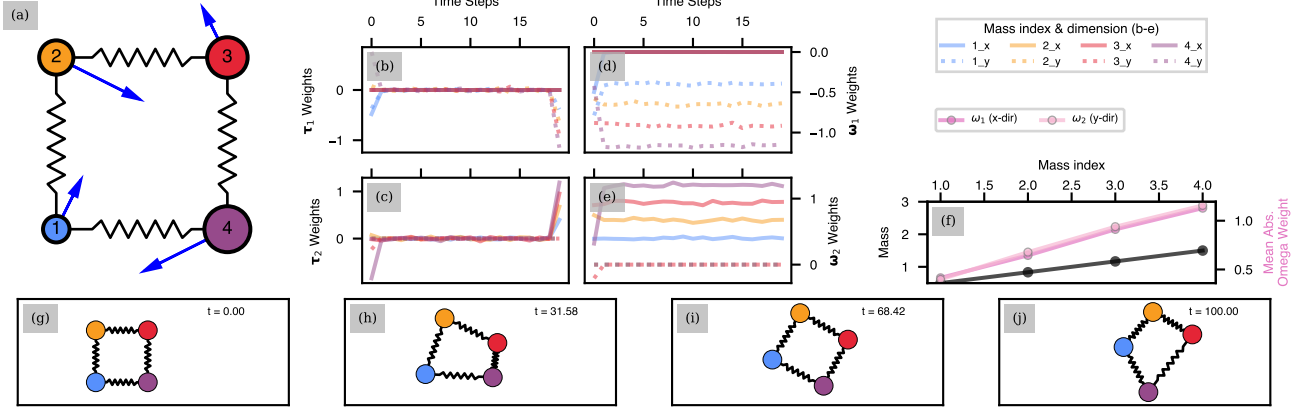 (a)
2
3
1
4
Time Steps
0 5 10 15
(b)
τ₁ Weights
0
−1
Time Steps
0 5 10 15
(d)
0.0
−0.5
−1.0
ω₁ Weights
(c)
τ₂ Weights
1
0
(e)
1
0
ω₂ Weights
Mass index & dimension (b-e)
1_x 2_x 3_x 4_x
1_y 2_y 3_y 4_y
ω₁ (x-dir) ω₂ (y-dir)
Mass index
1.0 1.5 2.0 2.5 3.0 3.5 4.0
(f)
Mass
3
2
1
1.0
0.5
Mean Abs.
Omega Weight
(g)
t = 0.00
(h)
t = 31.58
(i)
t = 68.42
(j)
t = 100.00